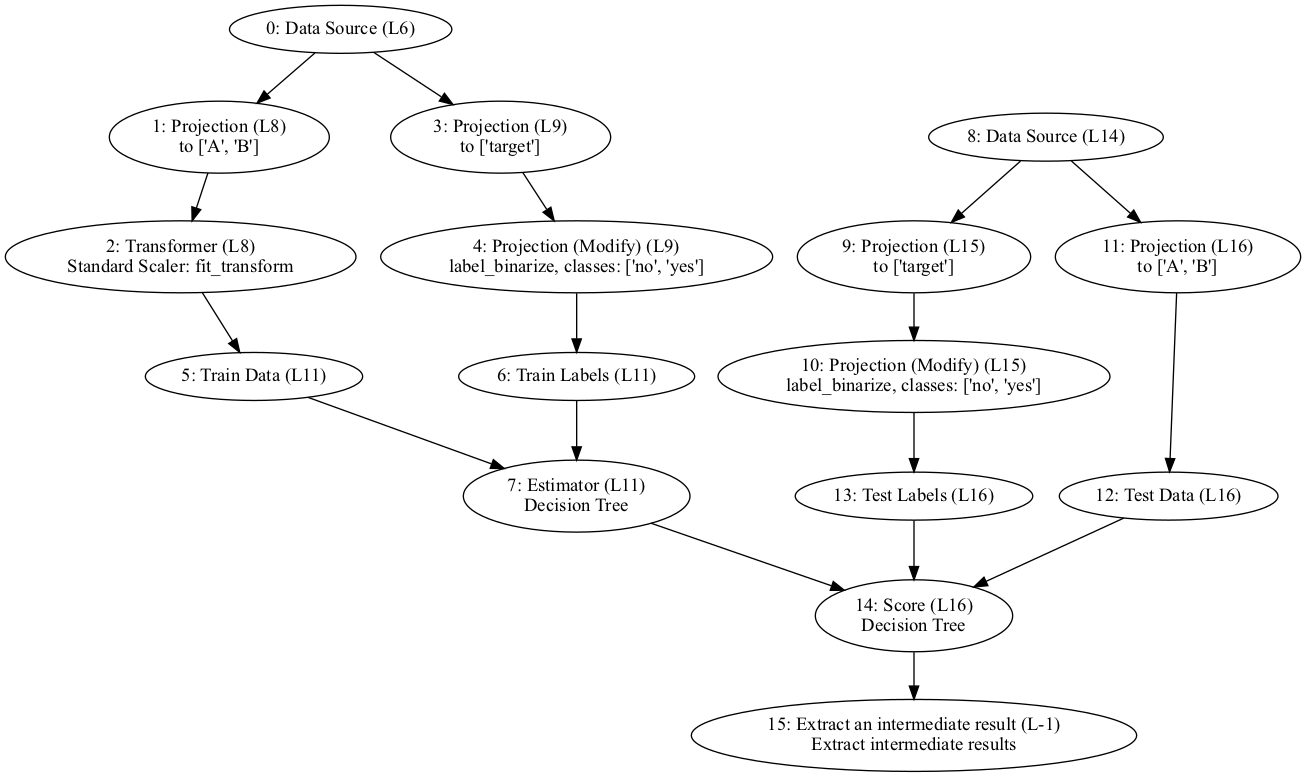 0: Data Source (L6)
1: Projection (L8)
to ['A', 'B']
3: Projection (L9)
to ['target']
8: Data Source (L14)
2: Transformer (L8)
Standard Scaler: fit_transform
4: Projection (Modify) (L9)
label_binarize, classes: ['no', 'yes']
9: Projection (L15)
to ['target']
11: Projection (L16)
to ['A', 'B']
5: Train Data (L11)
6: Train Labels (L11)
10: Projection (Modify) (L15)
label_binarize, classes: ['no', 'yes']
7: Estimator (L11)
Decision Tree
13: Test Labels (L16)
12: Test Data (L16)
14: Score (L16)
Decision Tree
15: Extract an intermediate result (L-1)
Extract intermediate results